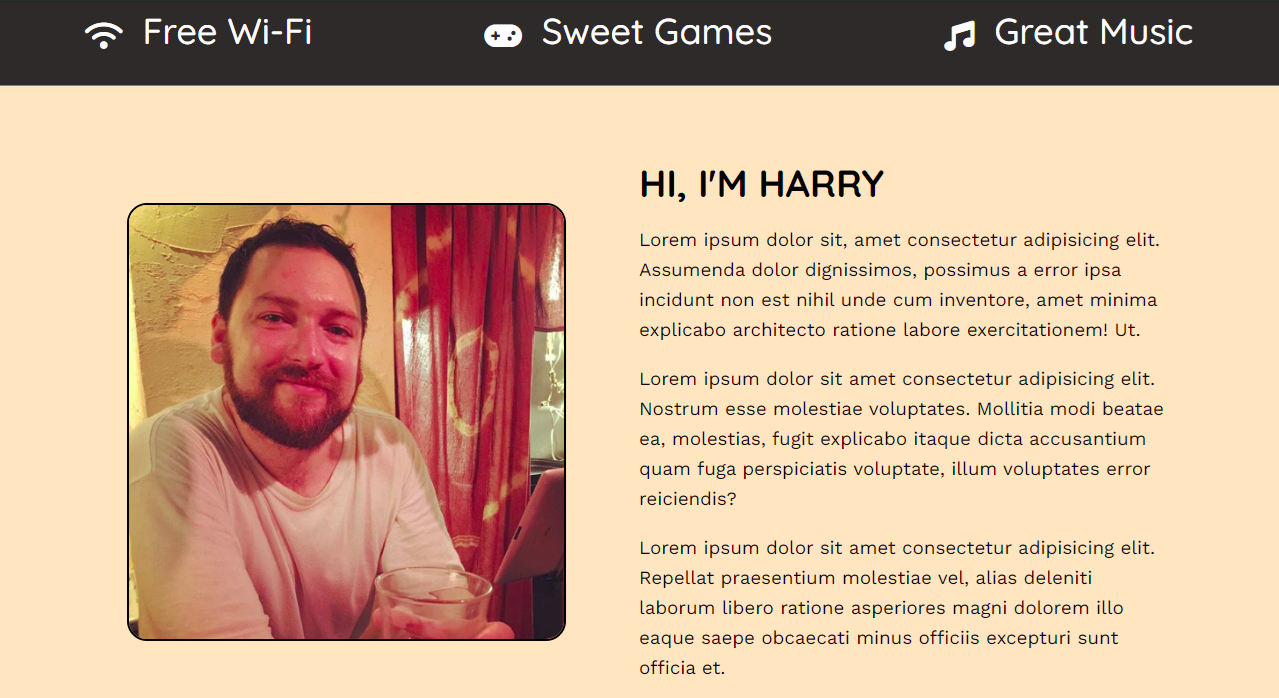 Free Wi-Fi Sweet Games Great Music
HI, I'M HARRY
Lorem ipsum dolor sit, amet consectetur adipisicing elit.
Assumenda dolor dignissimos, possimus a error ipsa
incidunt non est nihil unde cum inventore, amet minima
explicabo architecto ratione labore exercitationem! Ut.
Lorem ipsum dolor sit amet consectetur adipisicing elit.
Nostrum esse molestiae voluptates. Mollitia modi beatae
ea, molestias, fugit explicabo itaque dicta accusantium
quam fuga perspiciatis voluptate, illum voluptates error
reiciendis?
Lorem ipsum dolor sit amet consectetur adipisicing elit.
Repellat praesentium molestiae vel, alias deleniti
laborum libero ratione asperiores magni dolorem illo
eaque saepe obcaecati minus officiis excepturi sunt
officia et.